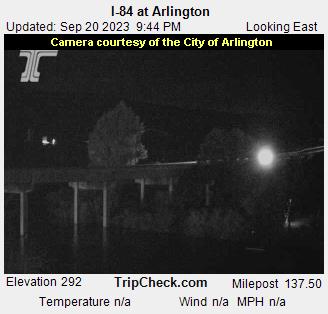 I-84 at Arlington
Updated: Sep 20 2023 9:44 PM Looking East
Camera courtesy of the City of Arlington
Elevation 292 TripCheck.com Milepost 137.50
Temperature n/a Wind n/a MPH n/a